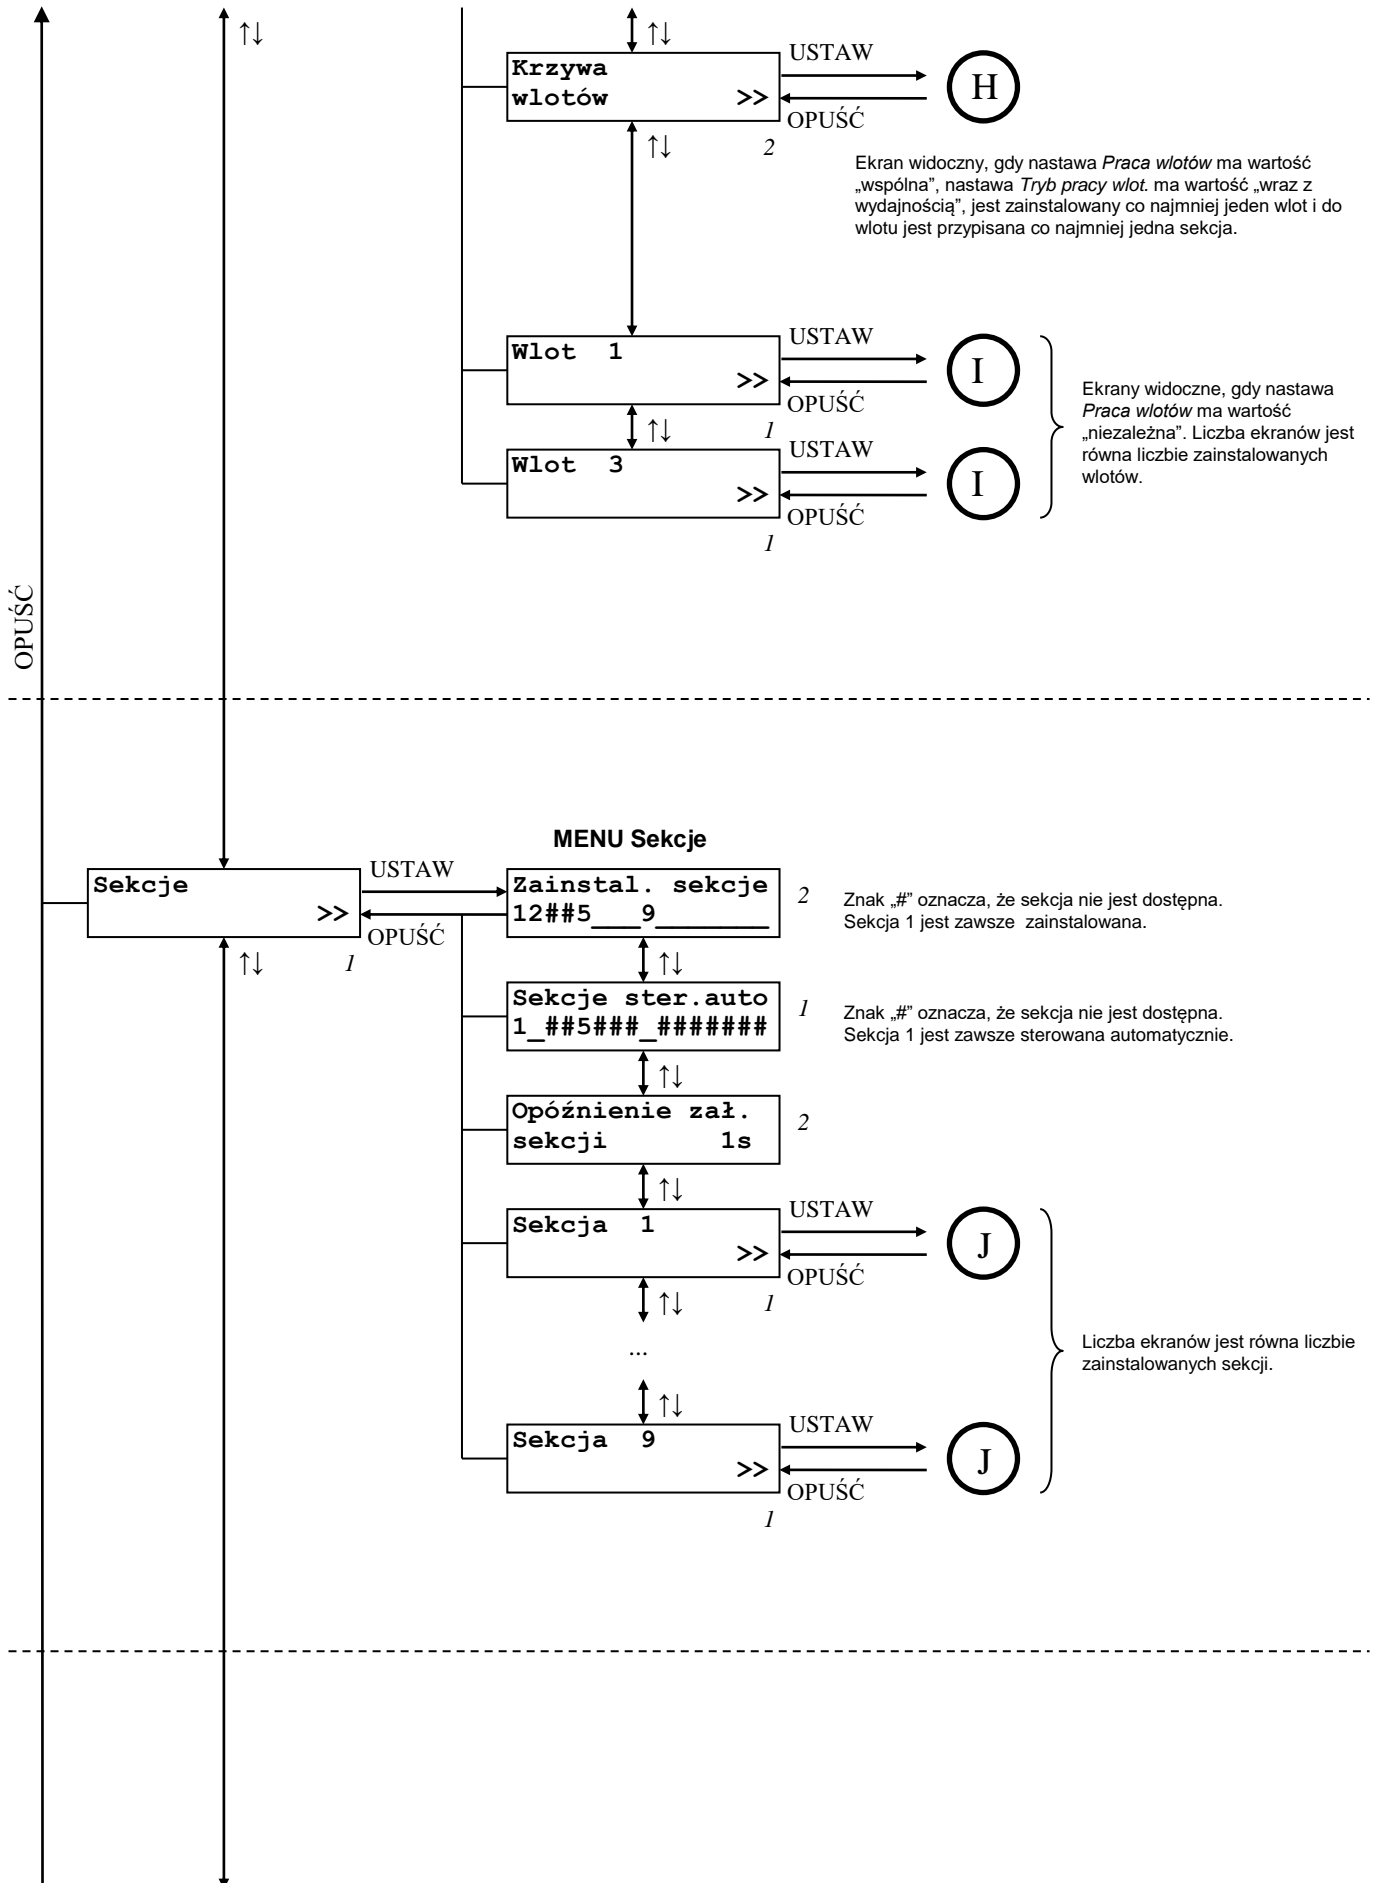 ↑↓
↑↓
Krzywa
wlotów >>
USTAW
H
OPUŚĆ
↑↓
2
Ekran widoczny, gdy nastawa Praca wlotów ma wartość
„wspólna”, nastawa Tryb pracy wlot. ma wartość „wraz z
wydajnością”, jest zainstalowany co najmniej jeden wlot i do
wlotu jest przypisana co najmniej jedna sekcja.
Wlot 1
>>
USTAW
I
OPUŚĆ
↑↓
1
Wlot 3
>>
USTAW
I
OPUŚĆ
1
Ekrany widoczne, gdy nastawa
Praca wlotów ma wartość
„niezależna”. Liczba ekranów jest
równa liczbie zainstalowanych
wlotów.
OPUŚĆ
MENU Sekcje
Sekcje
>>
USTAW
OPUŚĆ
↑↓
1
Zainstal. sekcje
12##5___9_______
2
Znak „#” oznacza, że sekcja nie jest dostępna.
Sekcja 1 jest zawsze zainstalowana.
↑↓
Sekcje ster.auto
1_##5###_#######
1
Znak „#” oznacza, że sekcja nie jest dostępna.
Sekcja 1 jest zawsze sterowana automatycznie.
↑↓
Opóźnienie zał.
sekcji 1s
2
↑↓
Sekcja 1
>>
USTAW
J
OPUŚĆ
↑↓
1
...
↑↓
Sekcja 9
>>
USTAW
J
OPUŚĆ
1
Liczba ekranów jest równa liczbie
zainstalowanych sekcji.